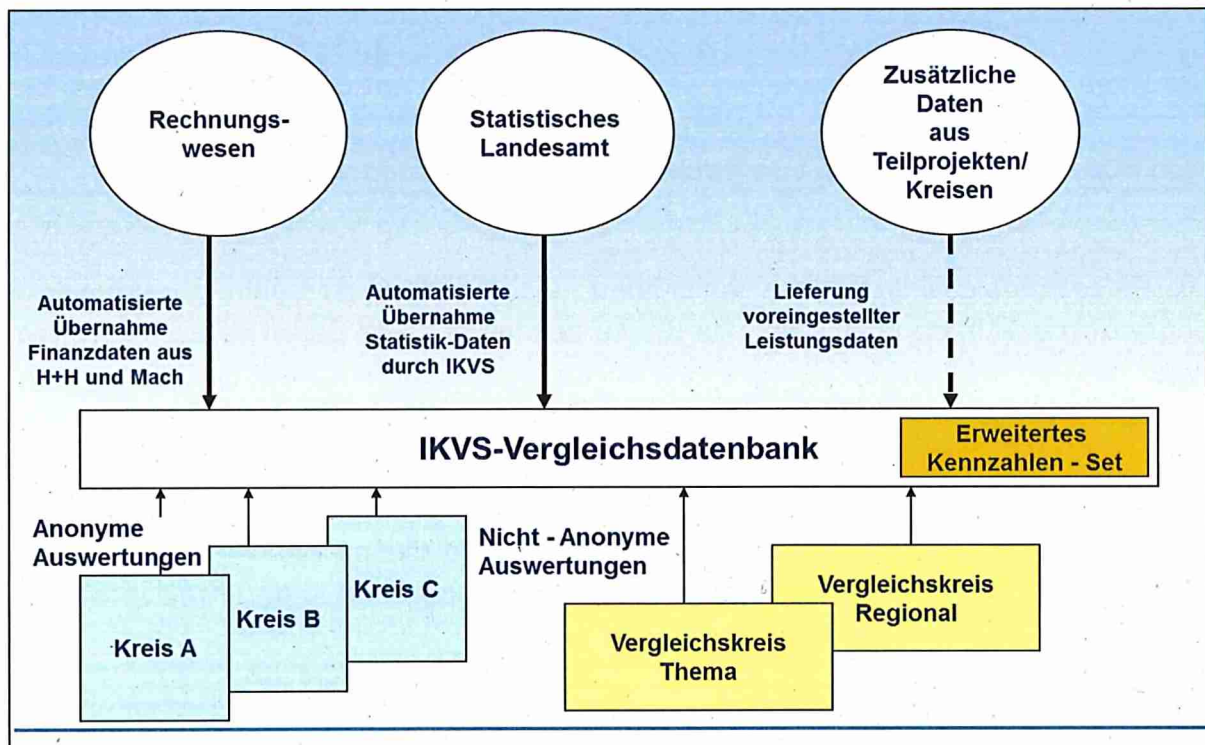 Rechnungs-
wesen
Statistisches
Landesamt
Zusätzliche
Daten
aus
Teilprojekten/
Kreisen
Automatisierte
Übernahme
Finanzdaten aus
H+H und Mach
Automatisierte
Übernahme
Statistik-Daten
durch IKVS
Lieferung
voreingestellter
Leistungsdaten
IKVS-Vergleichsdatenbank
Erweitertes
Kennzahlen - Set
Anonyme
Auswertungen
Kreis A
Kreis B
Kreis C
Nicht - Anonyme
Auswertungen
Vergleichskreis
Thema
Vergleichskreis
Regional